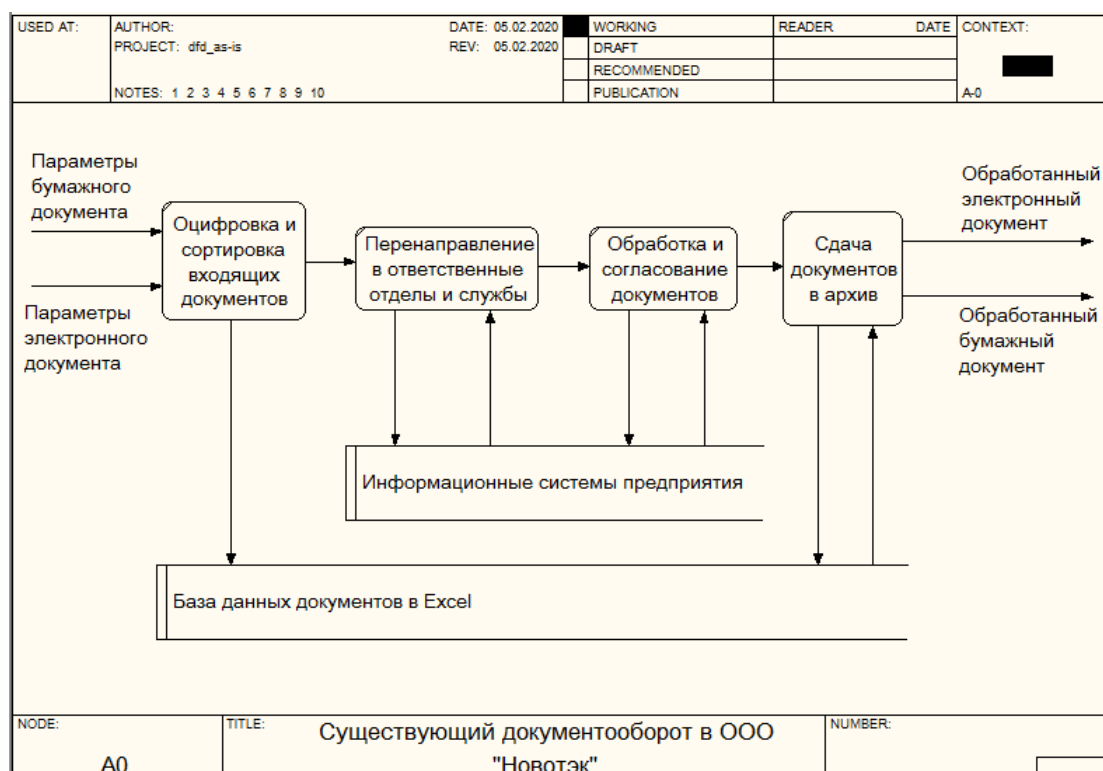 USED AT:
AUTHOR:
DATE: 05.02.2020
PROJECT: dfd_as-is
REV: 05.02.2020
NOTES: 1 2 3 4 5 6 7 8 9 10
WORKING
DRAFT
RECOMMENDED
PUBLICATION
READER
DATE
CONTEXT:
A-0
Параметры
бумажного
документа
Параметры
электронного
документа
Оцифровка и
сортировка
входящих
документов
Перенаправление
в ответственные
отделы и службы
Обработка и
согласование
документов
Сдача
документов
в архив
Обработанный
электронный
документ
Обработанный
бумажный
документ
Информационные системы предприятия
База данных документов в Excel
NODE:
A0
TITLE:
Существующий документооборот в ООО
"Новотэк"
NUMBER: